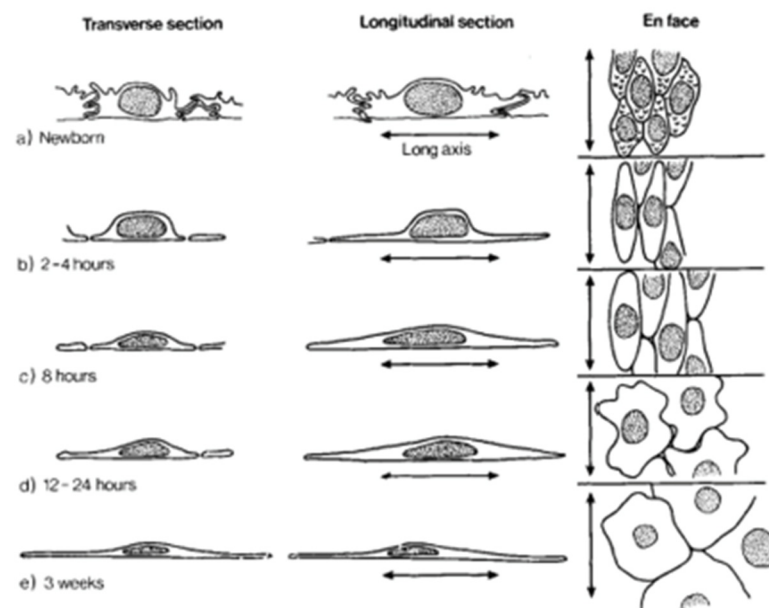 Transverse section Longitudinal section En face
a) Newborn
Long axis
b) 2-4 hours
c) 8 hours
d) 12-24 hours
e) 3 weeks